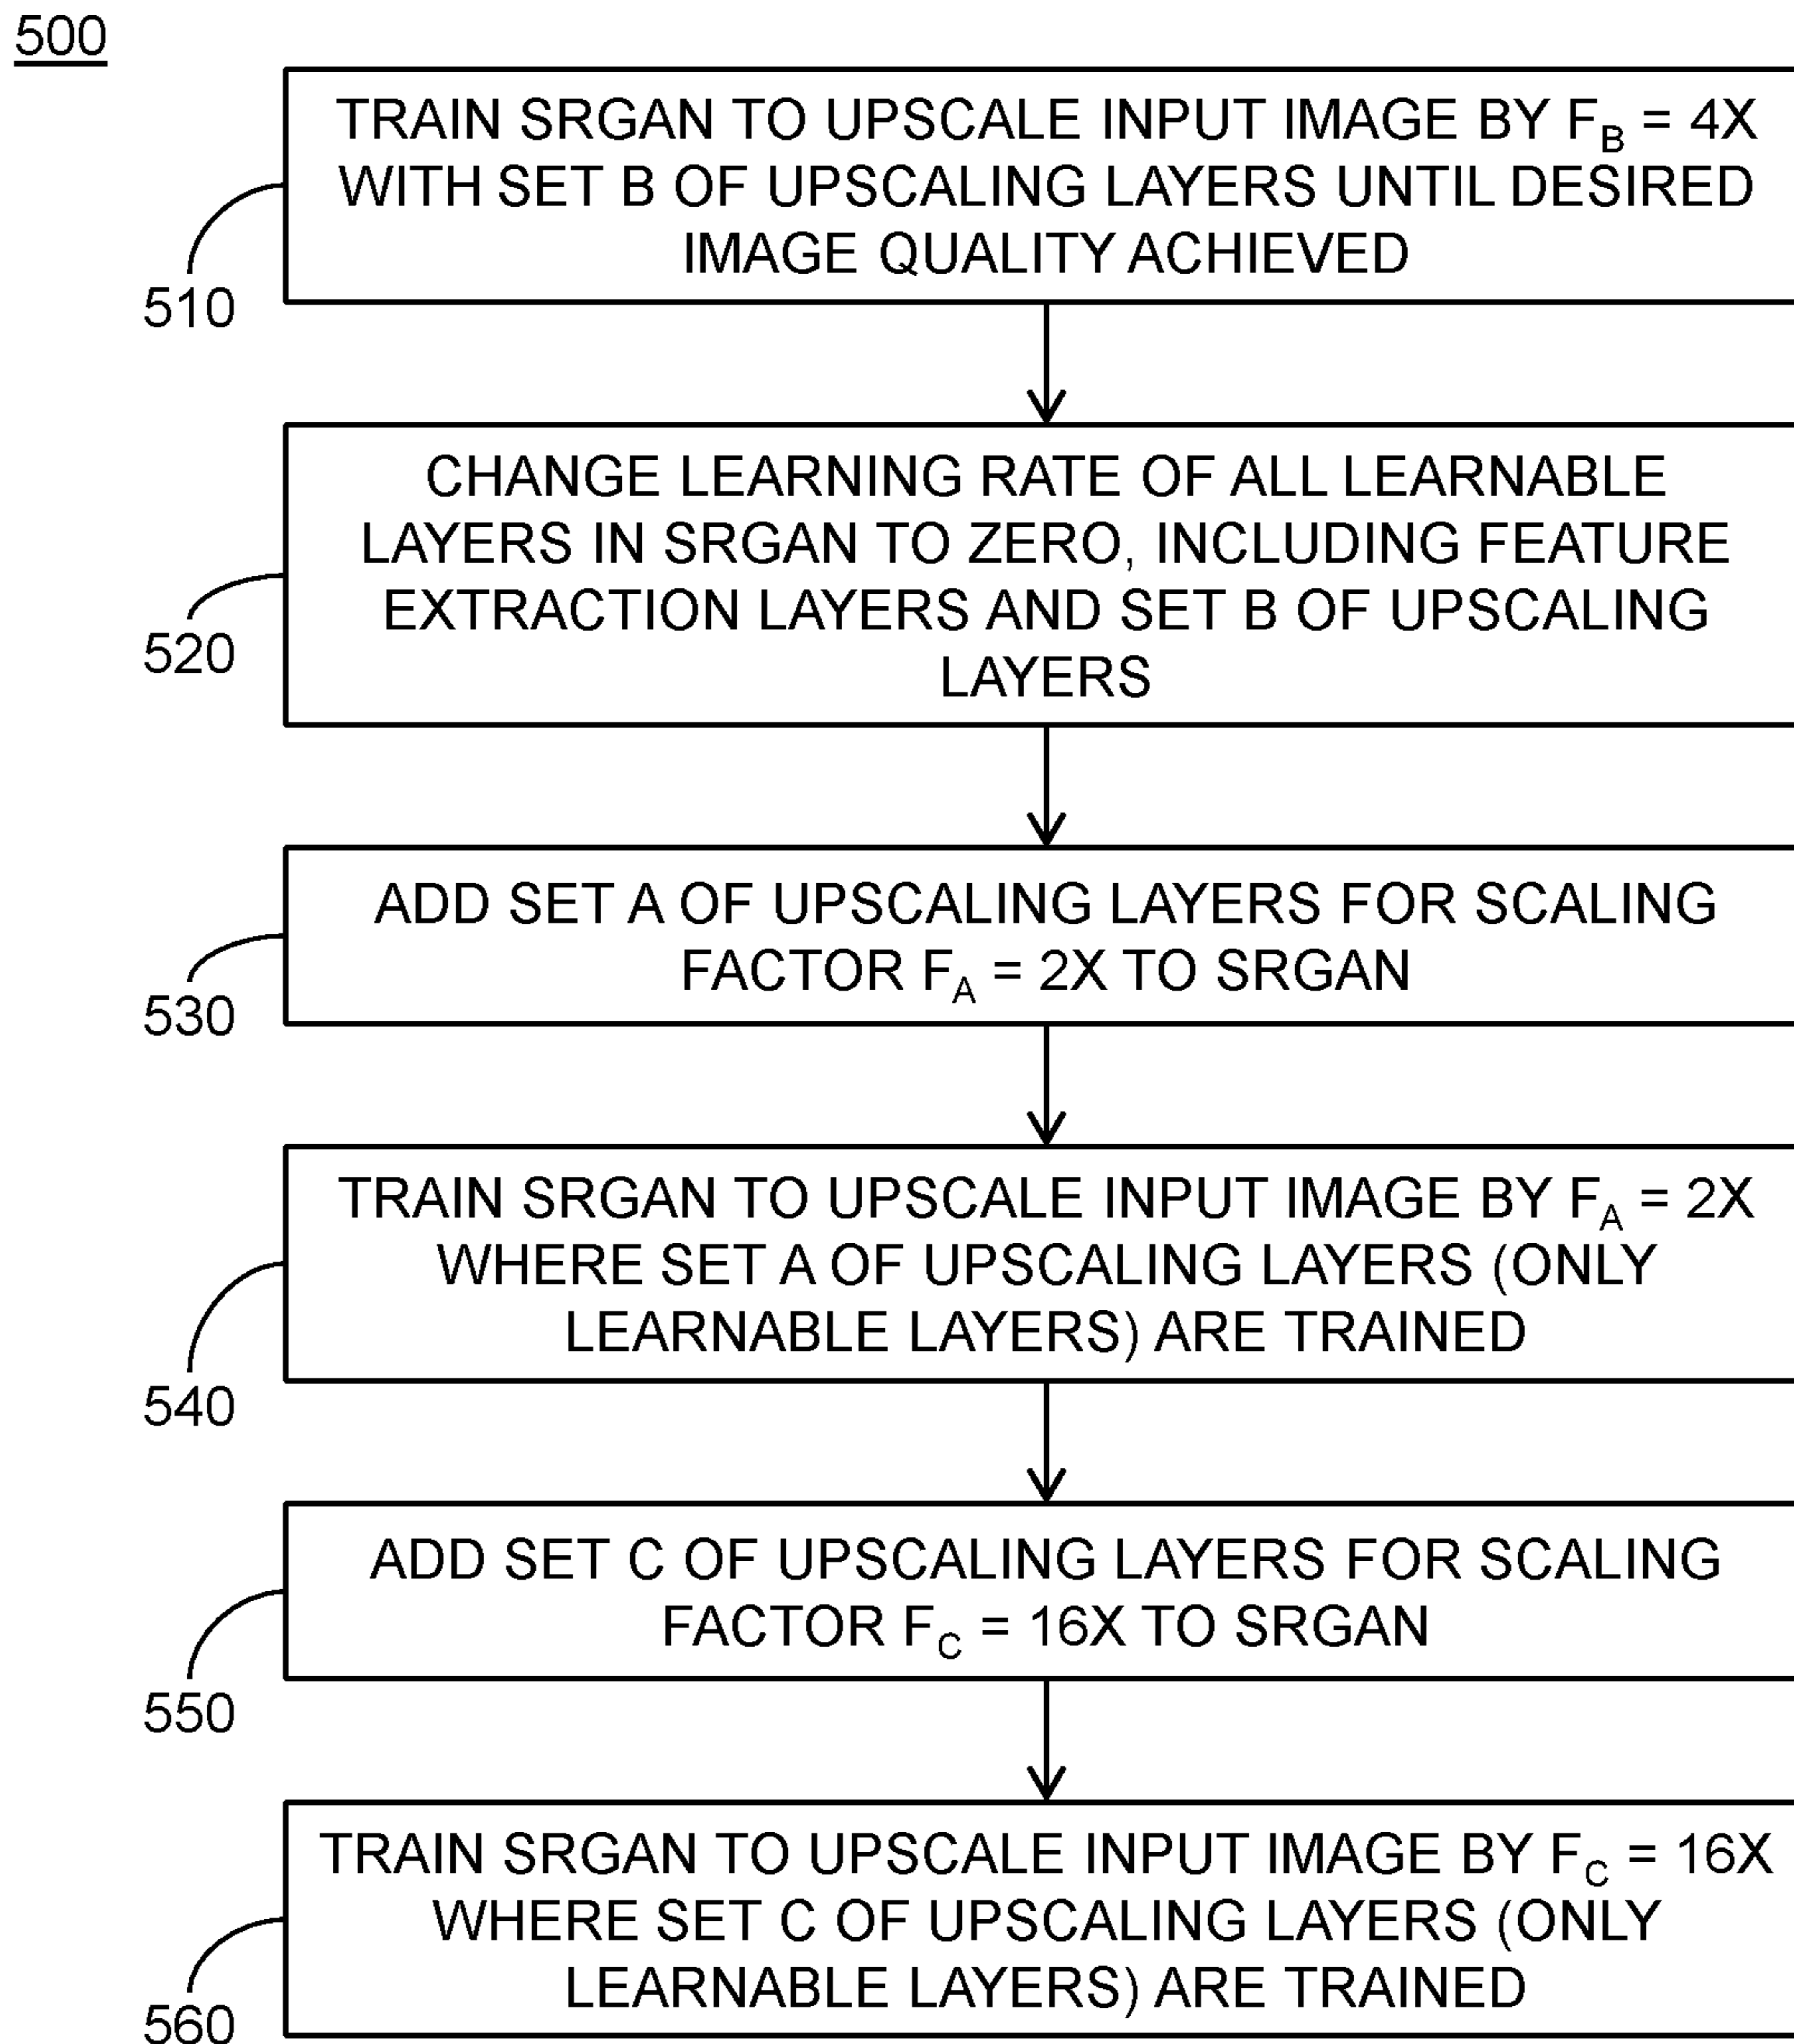 500
TRAIN SRGAN TO UPSCALE INPUT IMAGE BY F_B = 4X
WITH SET B OF UPSCALING LAYERS UNTIL DESIRED
IMAGE QUALITY ACHIEVED
510
CHANGE LEARNING RATE OF ALL LEARNABLE
LAYERS IN SRGAN TO ZERO, INCLUDING FEATURE
EXTRACTION LAYERS AND SET B OF UPSCALING
LAYERS
520
ADD SET A OF UPSCALING LAYERS FOR SCALING
FACTOR F_A = 2X TO SRGAN
530
TRAIN SRGAN TO UPSCALE INPUT IMAGE BY F_A = 2X
WHERE SET A OF UPSCALING LAYERS (ONLY
LEARNABLE LAYERS) ARE TRAINED
540
ADD SET C OF UPSCALING LAYERS FOR SCALING
FACTOR F_C = 16X TO SRGAN
550
TRAIN SRGAN TO UPSCALE INPUT IMAGE BY F_C = 16X
WHERE SET C OF UPSCALING LAYERS (ONLY
LEARNABLE LAYERS) ARE TRAINED
560